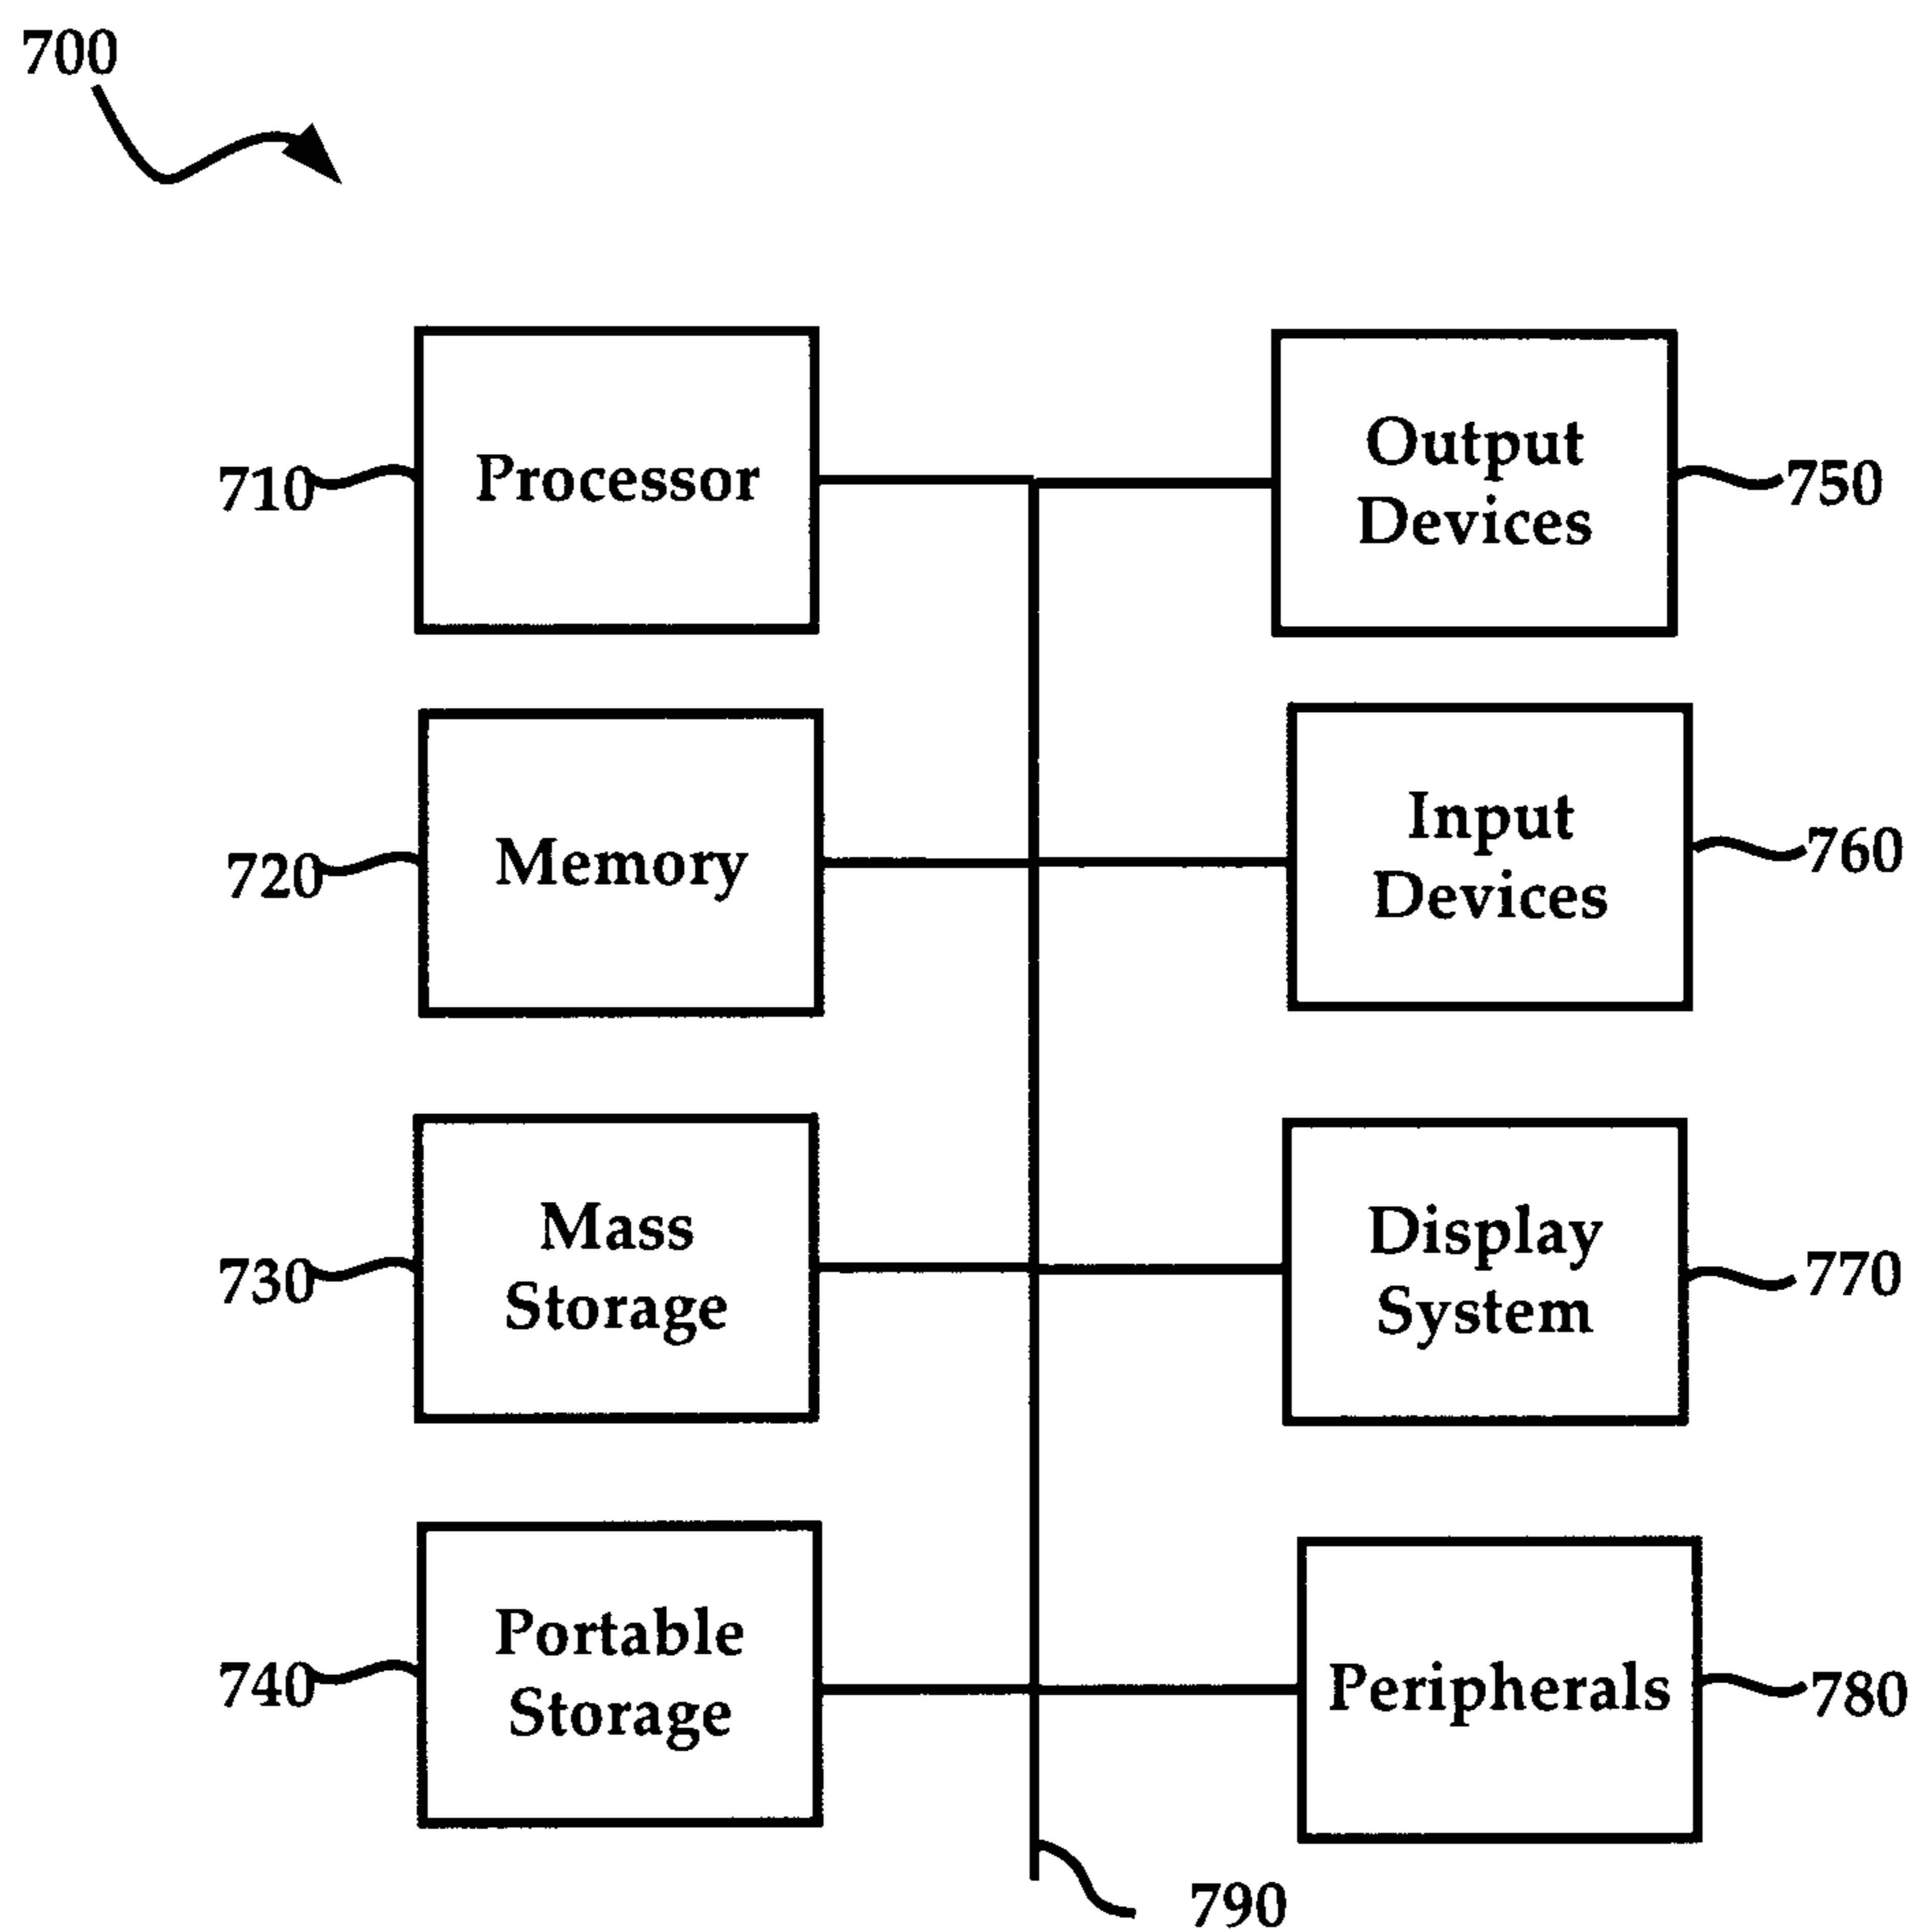 700
710
Processor
Output
Devices
750
720
Memory
Input
Devices
760
730
Mass
Storage
Display
System
770
740
Portable
Storage
Peripherals
780
790